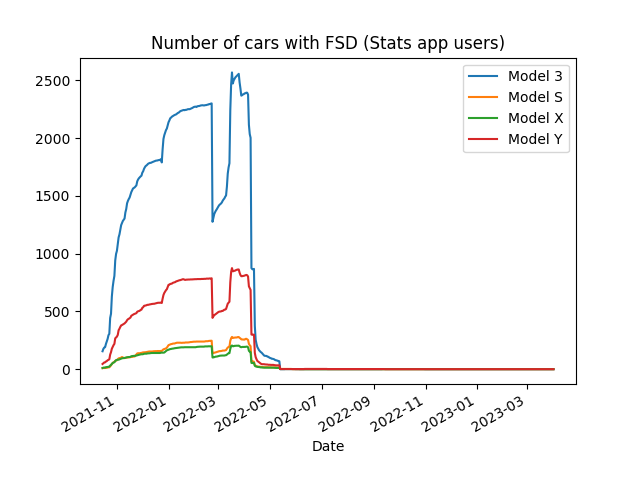 Number of cars with FSD (Stats app users)
Model 3
Model S
Model X
Model Y
2500
2000
1500
1000
500
0
2021-11
2022-01
2022-03
2022-05
2022-07
2022-09
2022-11
2023-01
2023-03
Date